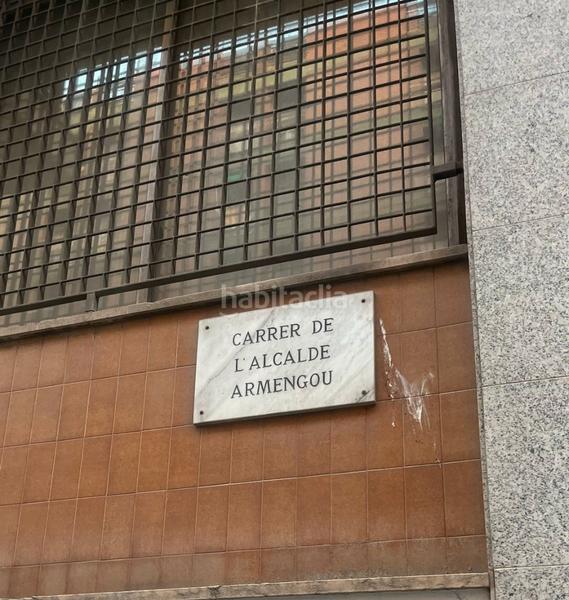 habitaclia
CARRER DE
L'ALCALDE
ARMENGOU